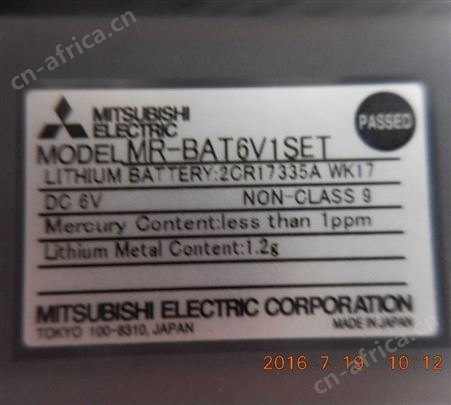 cn-africa.cn
MITSUBISHI
ELECTRIC
PASSED
MODEL MR-BAT6V1SET
LITHIUM BATTERY:2CR17335A WK17
DC 6V NON-CLASS 9
Mercury Content:less than 1ppm
Lithium Metal Content:1.2g
MITSUBISHI ELECTRIC CORPORATION
TOKYO 100-8310, JAPAN MADE IN JAPAN
2016 7 19 10 12
cn-africa.cn